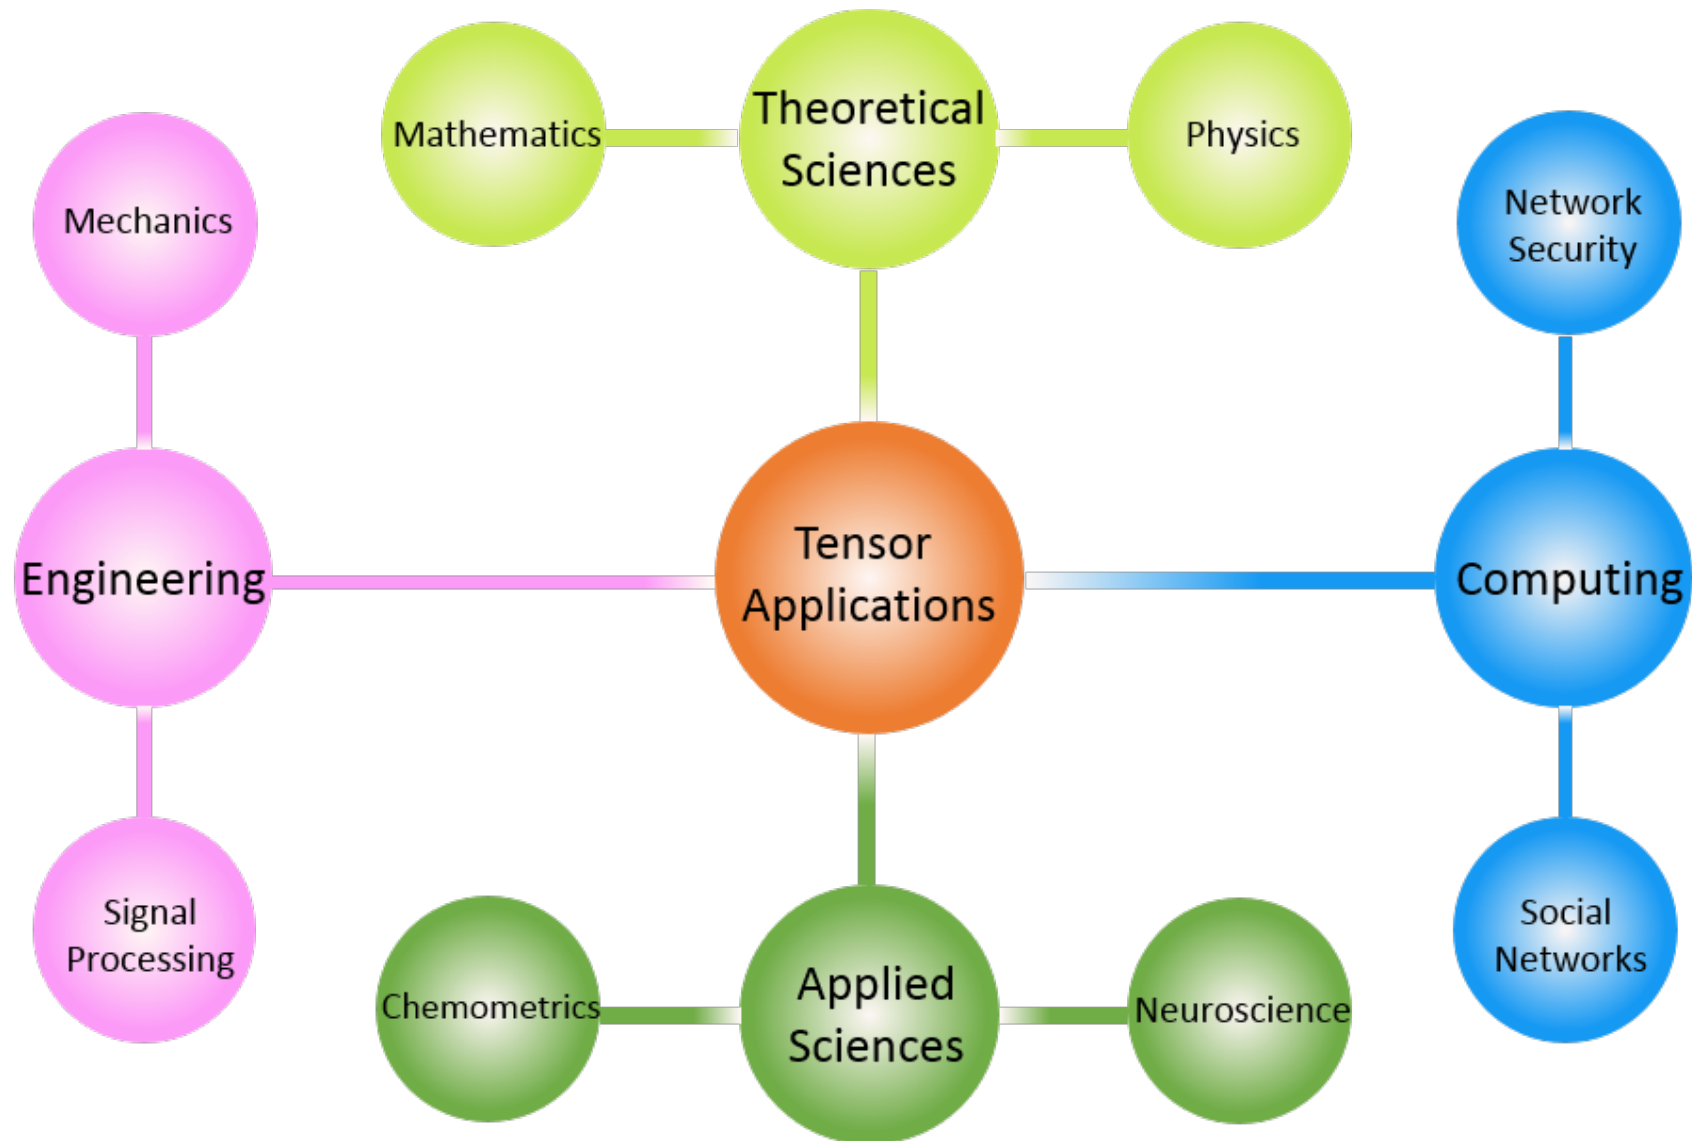 Theoretical
Sciences
Mathematics
Physics
Mechanics
Network
Security
Tensor
Applications
Engineering
Computing
Signal
Processing
Social
Networks
Applied
Sciences
Chemometrics
Neuroscience